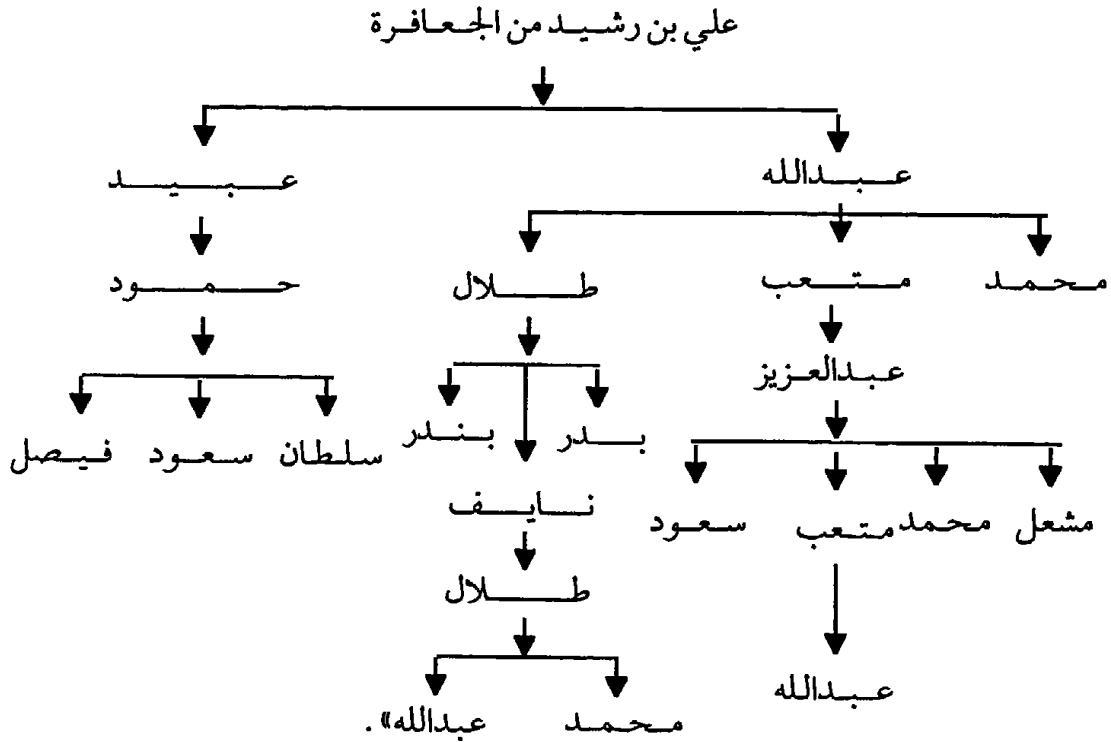 علي بن رشيد من الجعافرة
عبدالله عبيد
محمد متعب طلال حمود
عبدالعزيز
بدر بندر سلطان سعود فيصل
مشعل محمد متعب سعود نايف
طلال
عبدالله
محمد عبدالله».